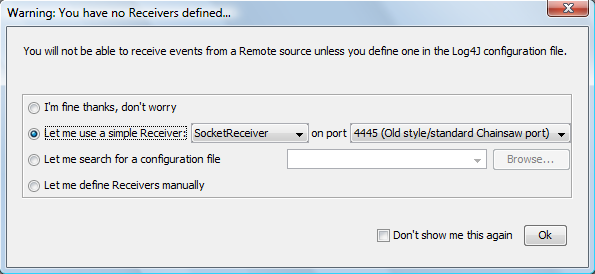 Warning: You have no Receivers defined...
You will not be able to receive events from a Remote source unless you define one in the Log4J configuration file.
I'm fine thanks, don't worry
Let me use a simple Receiver: SocketReceiver on port 4445 (Old style/standard Chainsaw port)
Let me search for a configuration file Browse...
Let me define Receivers manually
Don't show me this again Ok